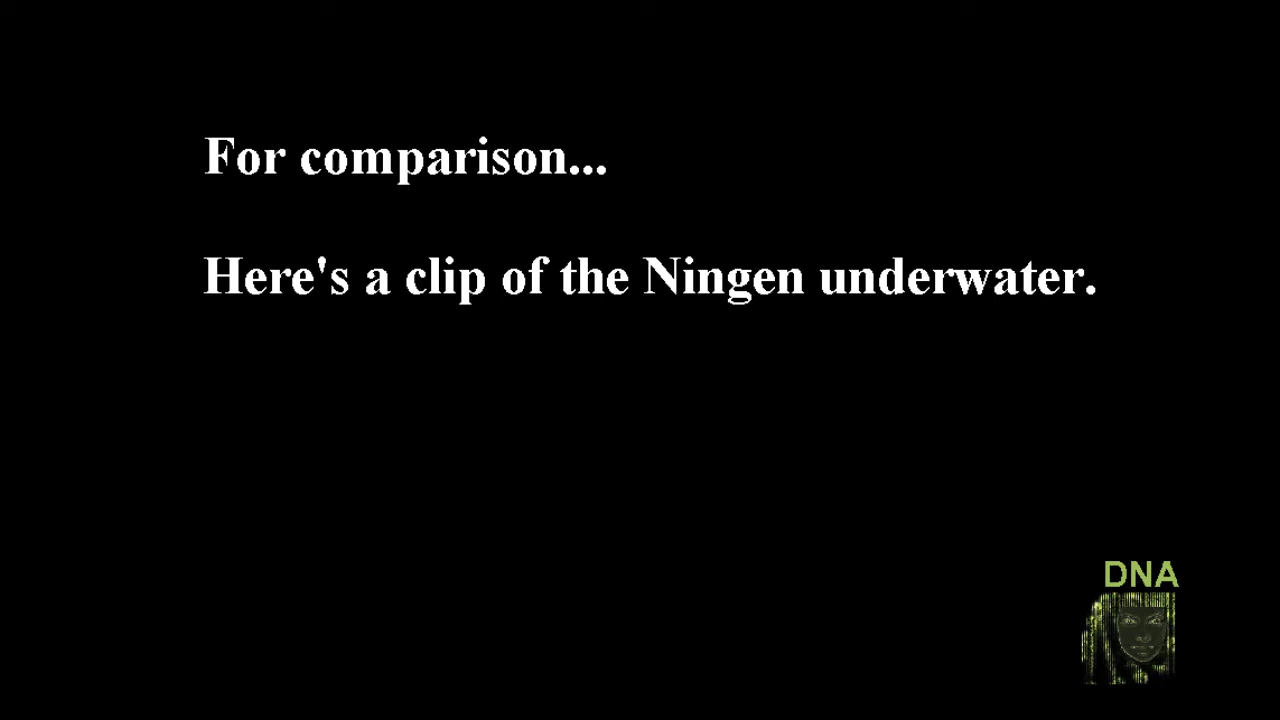 For comparison...
Here's a clip of the Ningen underwater.
DNA